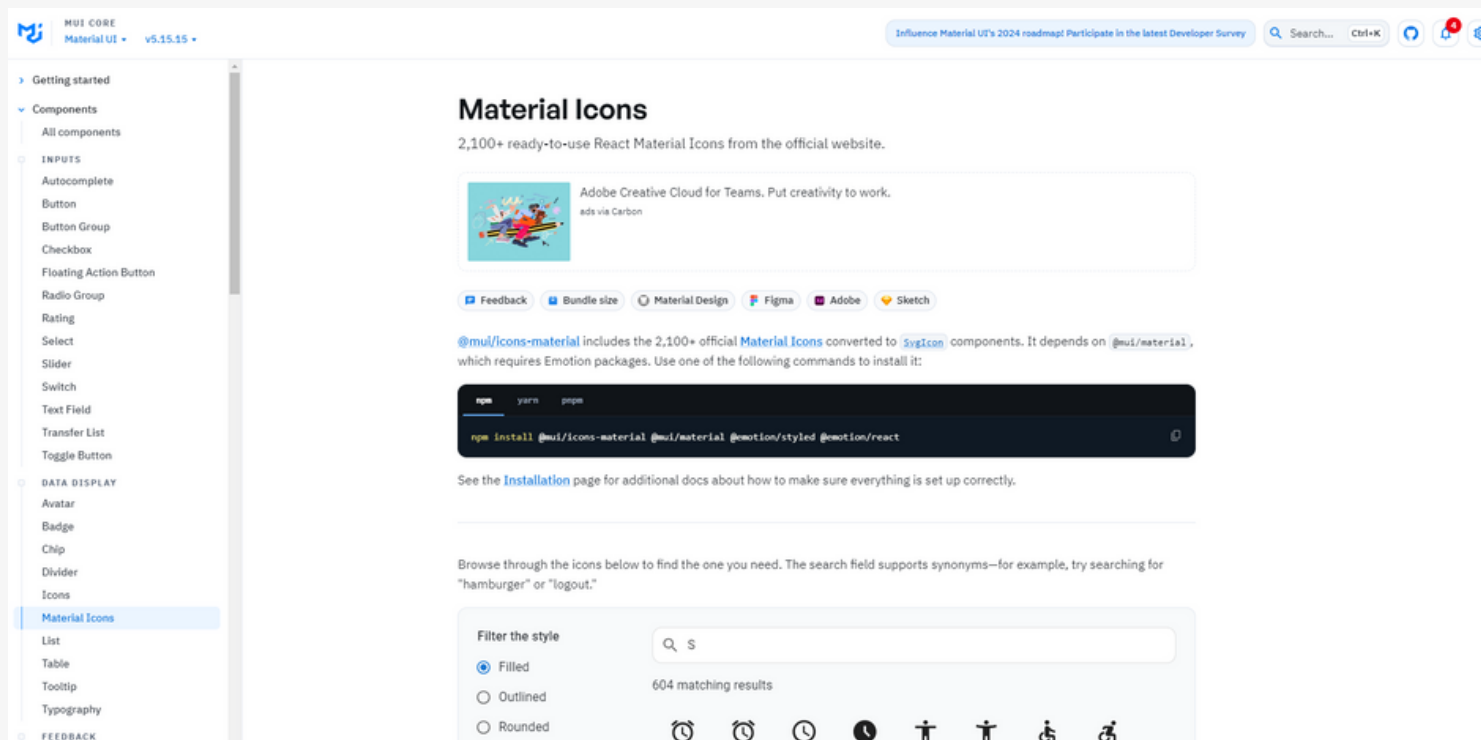 MUI CORE
Material UI
v5.15.15
Influence Material UI's 2024 roadmap! Participate in the latest Developer Survey
Search...
Ctrl+K
4
Getting started
Components
All components
INPUTS
Autocomplete
Button
Button Group
Checkbox
Floating Action Button
Radio Group
Rating
Select
Slider
Switch
Text Field
Transfer List
Toggle Button
DATA DISPLAY
Avatar
Badge
Chip
Divider
Icons
Material Icons
List
Table
Tooltip
Typography
FEEDBACK
Material Icons
2,100+ ready-to-use React Material Icons from the official website.
Adobe Creative Cloud for Teams. Put creativity to work.
ads via Carbon
Feedback
Bundle size
Material Design
Figma
Adobe
Sketch
@mui/icons-material includes the 2,100+ official Material Icons converted to SvgIcon components. It depends on @mui/material,
which requires Emotion packages. Use one of the following commands to install it:
npm yarn pnpm
npm install @mui/icons-material @mui/material @emotion/styled @emotion/react
See the Installation page for additional docs about how to make sure everything is set up correctly.
Browse through the icons below to find the one you need. The search field supports synonyms—for example, try searching for
"hamburger" or "logout."
Filter the style
Filled
Outlined
Rounded
S
604 matching results